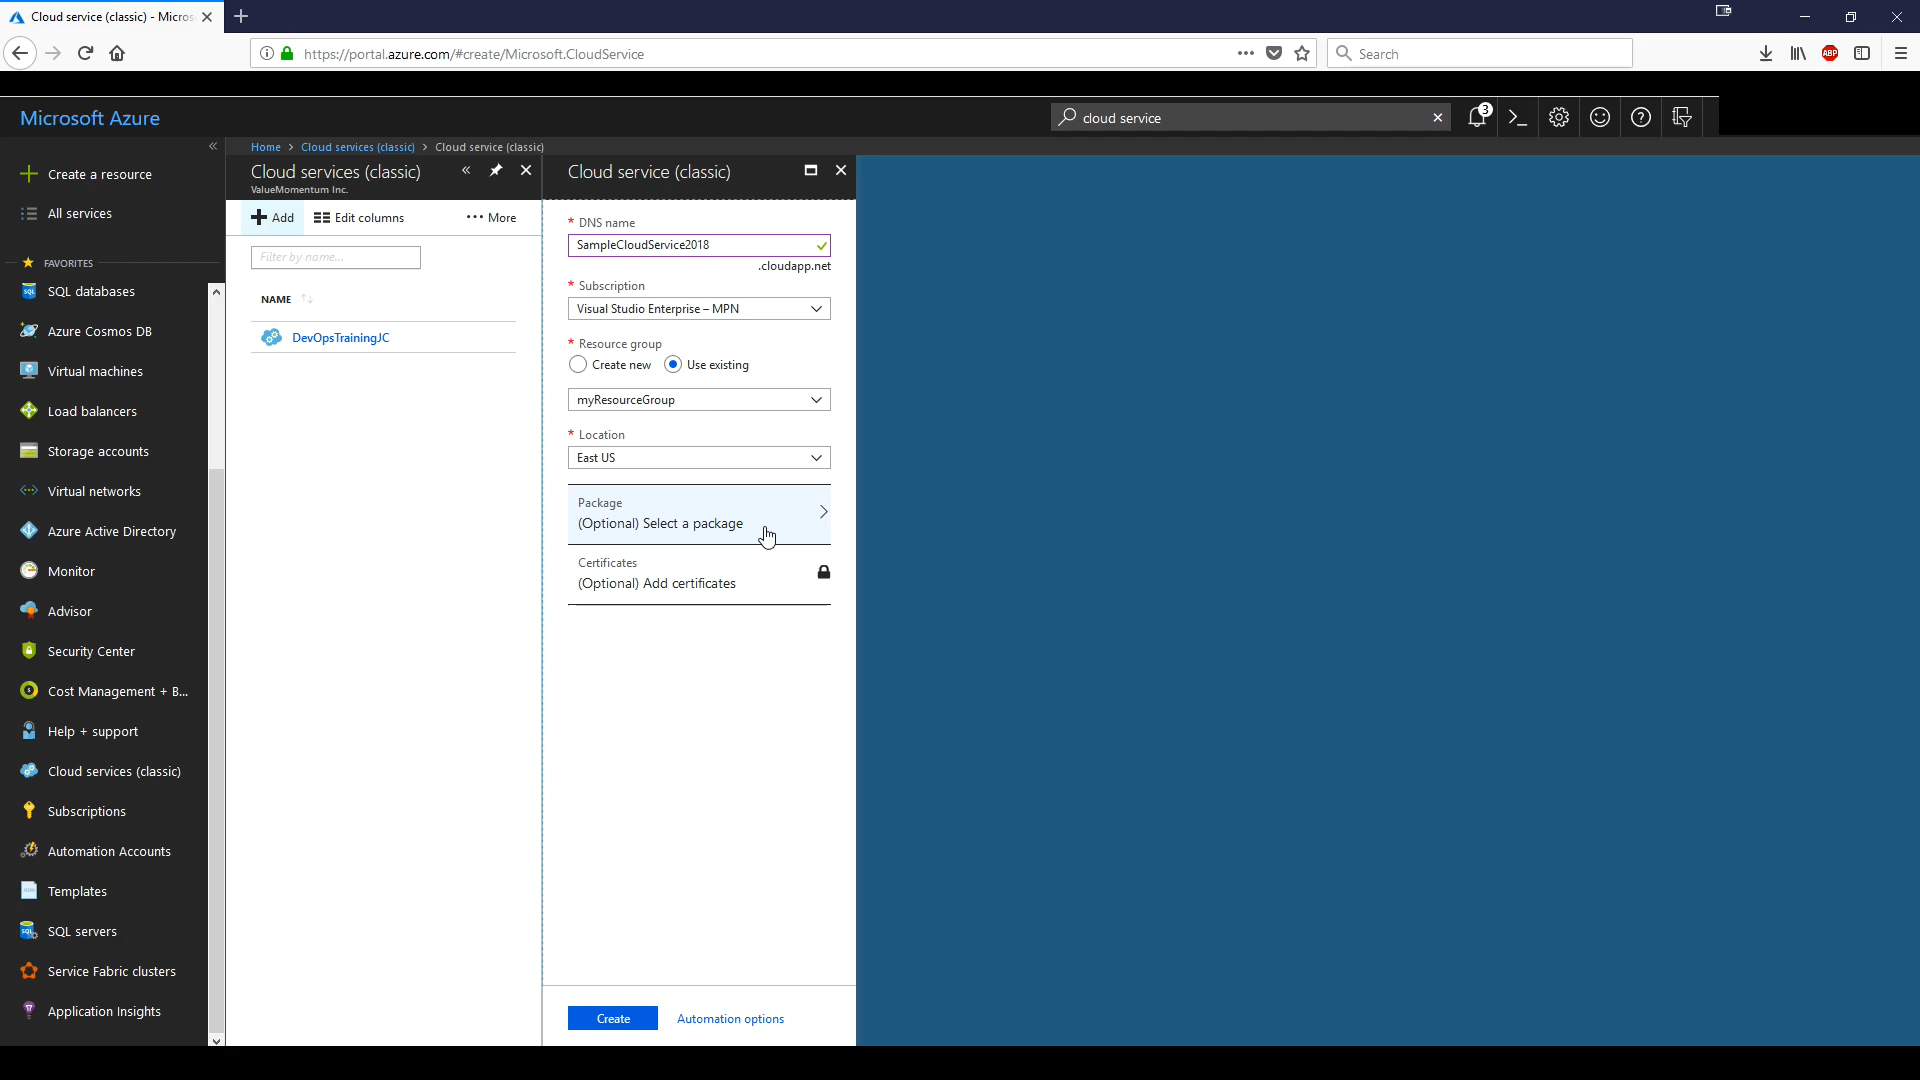 Cloud service (classic) - Micros
https://portal.azure.com/#create/Microsoft.CloudService
Search
ABP
Microsoft Azure
cloud service
3
Home > Cloud services (classic) > Cloud service (classic)
Create a resource
All services
FAVORITES
SQL databases
Azure Cosmos DB
Virtual machines
Load balancers
Storage accounts
Virtual networks
Azure Active Directory
Monitor
Advisor
Security Center
Cost Management + B...
Help + support
Cloud services (classic)
Subscriptions
Automation Accounts
Templates
SQL servers
Service Fabric clusters
Application Insights
Cloud services (classic)
ValueMomentum Inc.
Add
Edit columns
More
Filter by name...
NAME
DevOpsTrainingJC
Cloud service (classic)
* DNS name
SampleCloudService2018
.cloudapp.net
* Subscription
Visual Studio Enterprise – MPN
* Resource group
Create new
Use existing
myResourceGroup
* Location
East US
Package
(Optional) Select a package
Certificates
(Optional) Add certificates
Create
Automation options